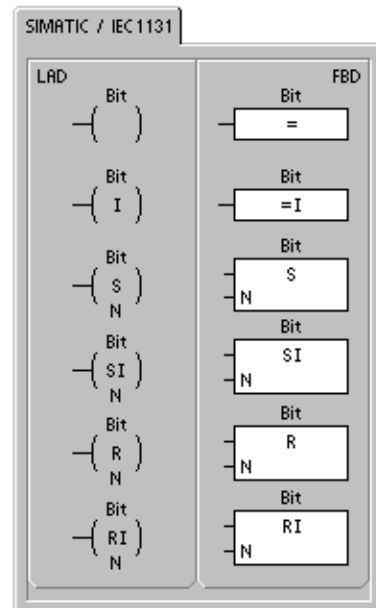 SIMATIC / IEC1131
LAD
Bit
( )
Bit
( I )
Bit
( S )
N
Bit
( SI )
N
Bit
( R )
N
Bit
( RI )
N
FBD
Bit
=
Bit
=I
Bit
S
N
Bit
SI
N
Bit
R
N
Bit
RI
N